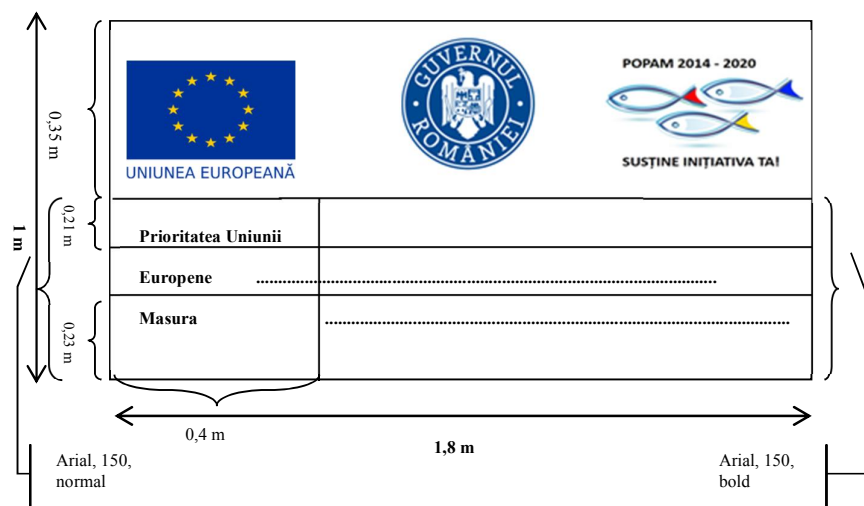 POPAM 2014 - 2020
GUVERNUL ROMÂNIEI
UNIUNEA EUROPEANĂ
SUSȚINE INIȚIATIVA TA!
0,35 m
1 m
0,21 m
Prioritatea Uniunii
Europene ................................................................
Masura ................................................................
0,23 m
0,4 m
1,8 m
Arial, 150,
normal
Arial, 150,
bold